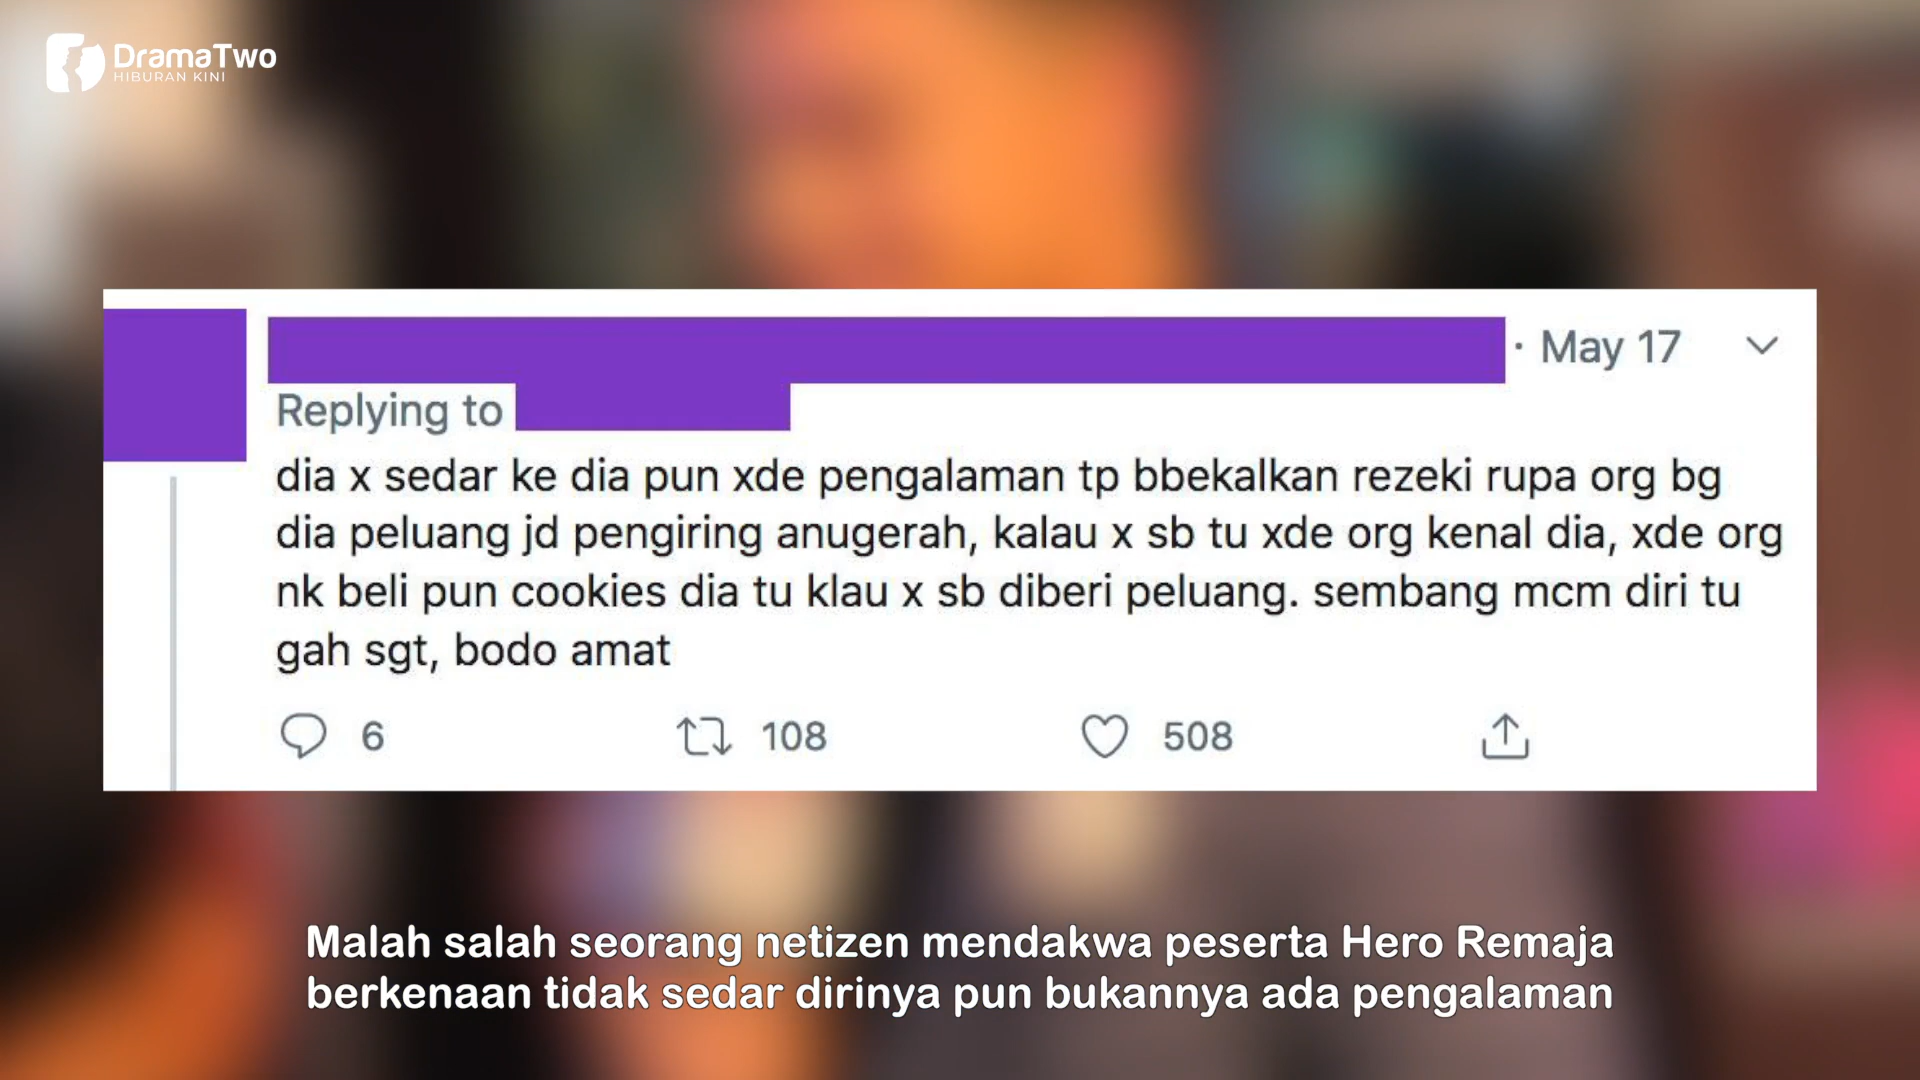 DramaTwo
HIBURAN KINI
· May 17
Replying to
dia x sedar ke dia pun xde pengalaman tp bbekalkan rezeki rupa org bg
dia peluang jd pengiring anugerah, kalau x sb tu xde org kenal dia, xde org
nk beli pun cookies dia tu klau x sb diberi peluang. sembang mcm diri tu
gah sgt, bodo amat
6 108 508
Malah salah seorang netizen mendakwa peserta Hero Remaja
berkenaan tidak sedar dirinya pun bukannya ada pengalaman